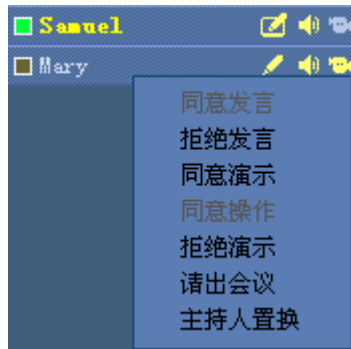 Samuel
Mary
同意发言
拒绝发言
同意演示
同意操作
拒绝演示
请出会议
主持人置换